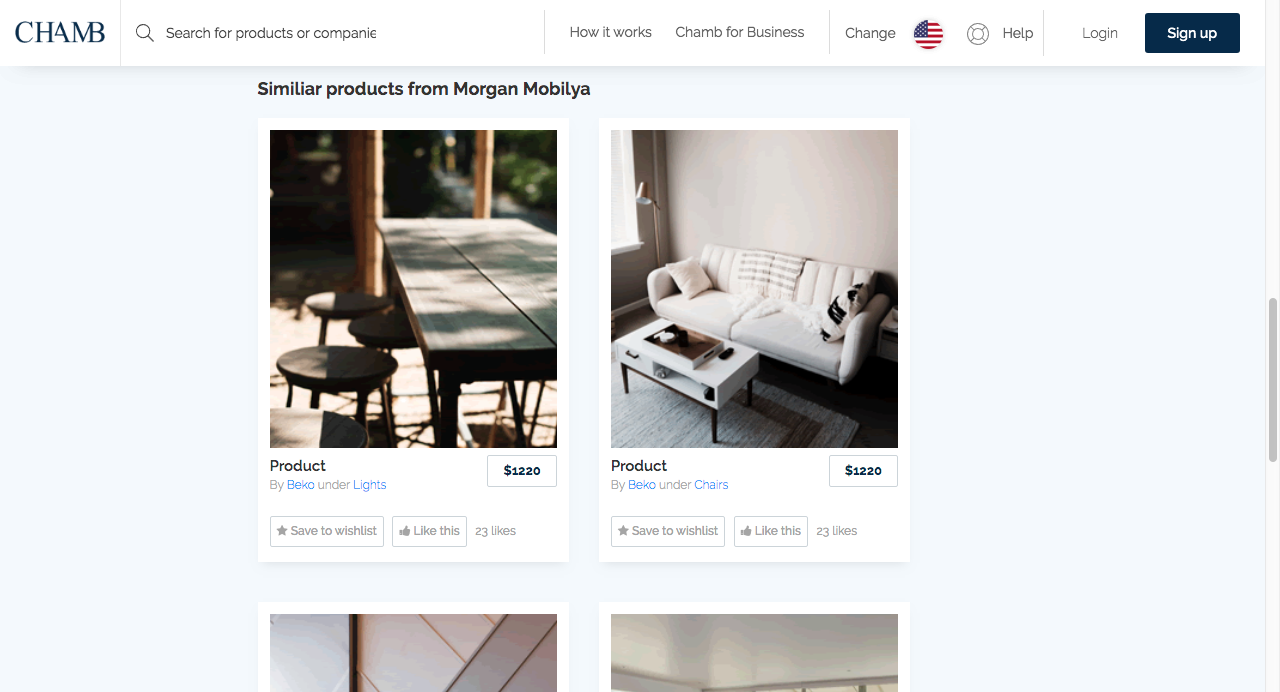 CHAMB
Search for products or companie
How it works
Chamb for Business
Change
Help
Login
Sign up
Similiar products from Morgan Mobilya
Product
$1220
By Beko under Lights
Save to wishlist
Like this
23 likes
Product
$1220
By Beko under Chairs
Save to wishlist
Like this
23 likes